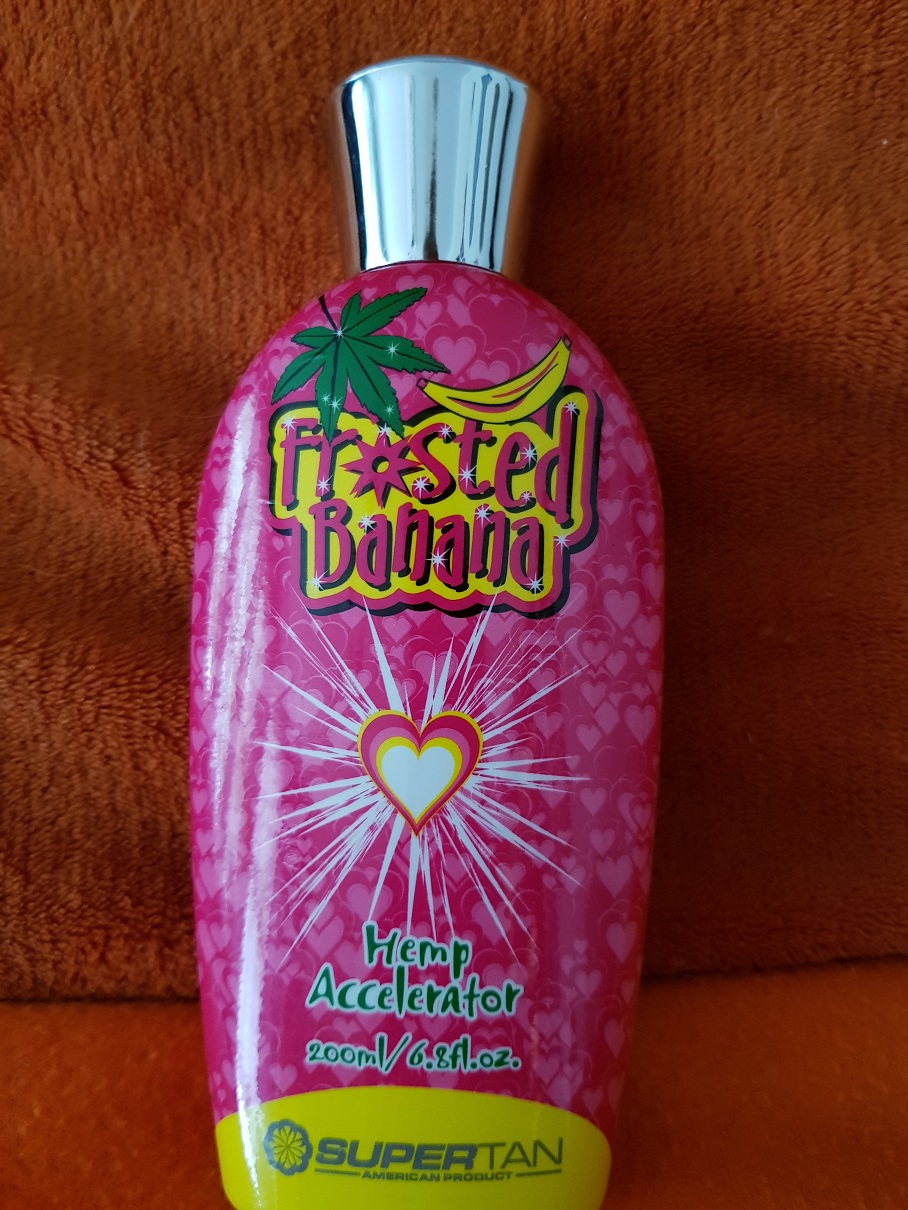 Frosted
Banana
Hemp
Accelerator
200ml/6.8fl.oz.
SUPERTAN
AMERICAN PRODUCT